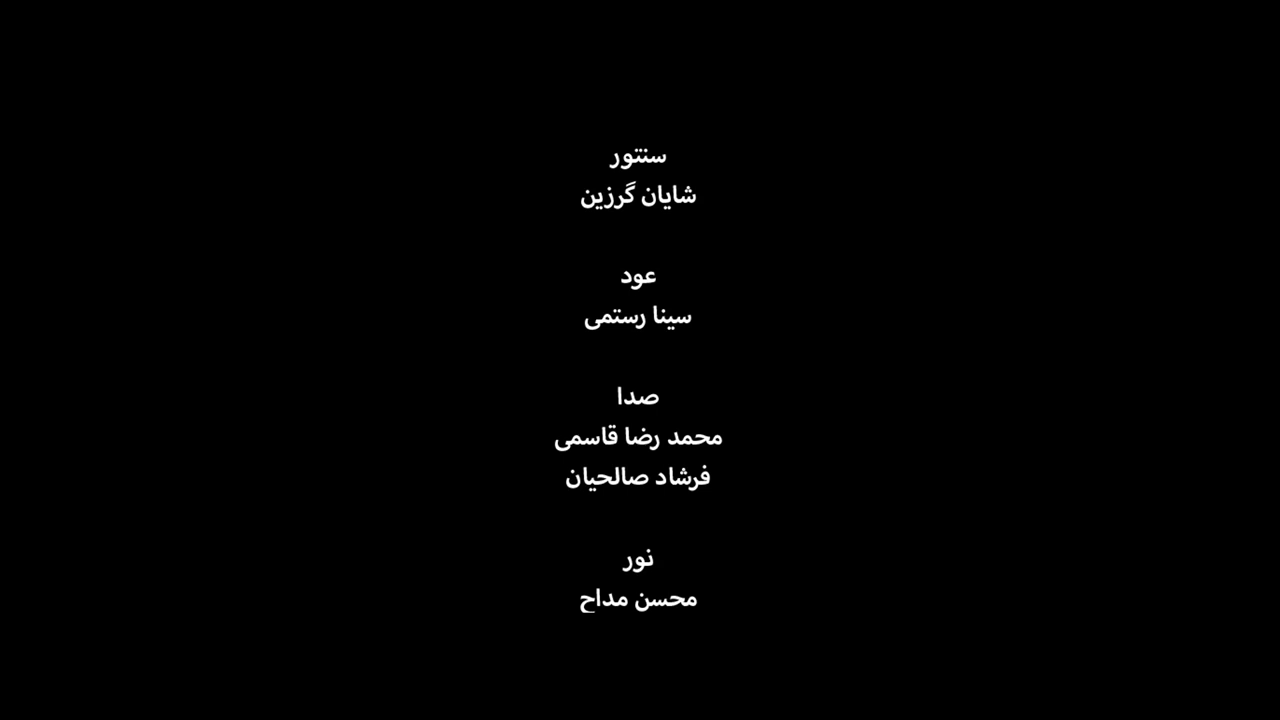 سنتور
شایان گرزین
عود
سینا رستمی
صدا
محمد رضا قاسمی
فرشاد صالحیان
نور
محسن مداح